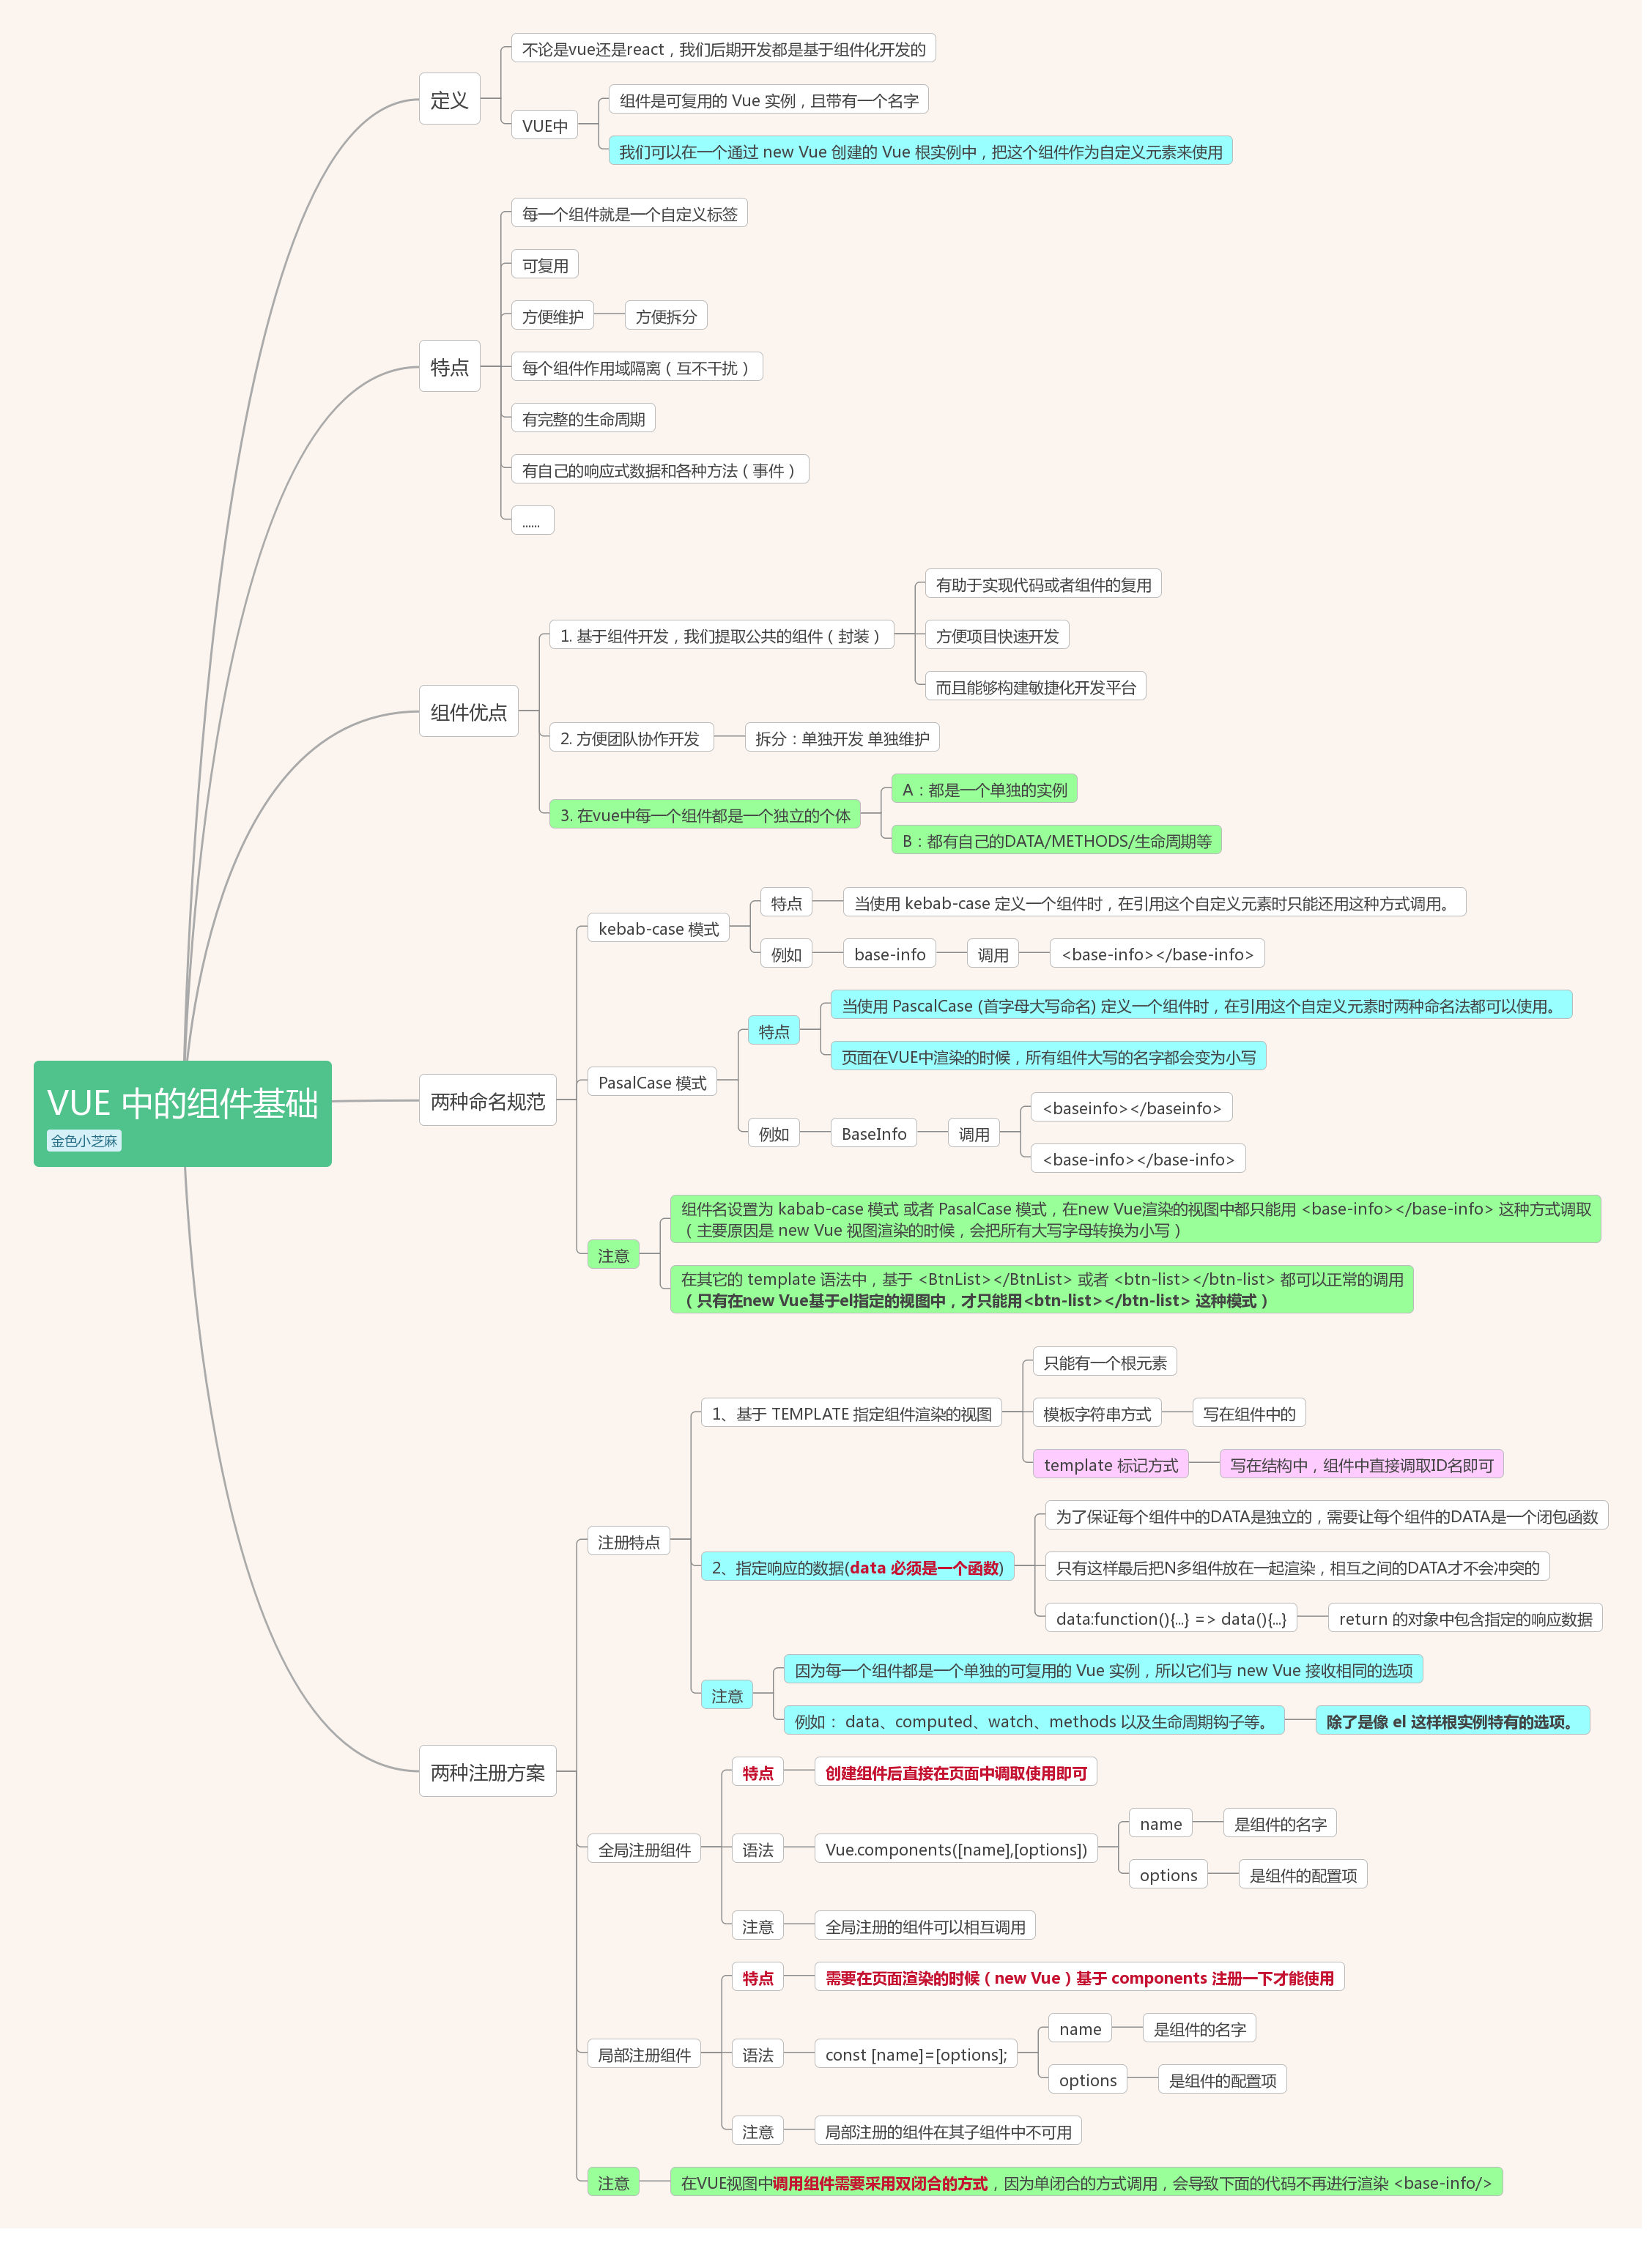 VUE 中的组件基础
金色小芝麻
定义
不论是vue还是react，我们后期开发都是基于组件化开发的
VUE中
组件是可复用的 Vue 实例，且带有一个名字
我们可以在一个通过 new Vue 创建的 Vue 根实例中，把这个组件作为自定义元素来使用
特点
每一个组件就是一个自定义标签
可复用
方便维护
方便拆分
每个组件作用域隔离（互不干扰）
有完整的生命周期
有自己的响应式数据和各种方法（事件）
......
组件优点
1. 基于组件开发，我们提取公共的组件（封装）
有助于实现代码或者组件的复用
方便项目快速开发
而且能够构建敏捷化开发平台
2. 方便团队协作开发
拆分：单独开发 单独维护
3. 在vue中每一个组件都是一个独立的个体
A：都是一个单独的实例
B：都有自己的DATA/METHODS/生命周期等
两种命名规范
kebab-case 模式
特点
当使用 kebab-case 定义一个组件时，在引用这个自定义元素时只能还用这种方式调用。
例如
base-info
调用
<base-info></base-info>
PasalCase 模式
特点
当使用 PascalCase (首字母大写命名) 定义一个组件时，在引用这个自定义元素时两种命名法都可以使用。
页面在VUE中渲染的时候，所有组件大写的名字都会变为小写
例如
BaseInfo
调用
<baseinfo></baseinfo>
<base-info></base-info>
注意
组件名设置为 kabab-case 模式 或者 PasalCase 模式，在new Vue渲染的视图中都只能用 <base-info></base-info> 这种方式调取
（主要原因是 new Vue 视图渲染的时候，会把所有大写字母转换为小写）
在其它的 template 语法中，基于 <BtnList></BtnList> 或者 <btn-list></btn-list> 都可以正常的调用
（只有在new Vue基于el指定的视图中，才只能用<btn-list></btn-list> 这种模式）
两种注册方案
注册特点
1、基于 TEMPLATE 指定组件渲染的视图
只能有一个根元素
模板字符串方式
写在组件中的
template 标记方式
写在结构中，组件中直接调取ID名即可
2、指定响应的数据(data 必须是一个函数)
为了保证每个组件中的DATA是独立的，需要让每个组件的DATA是一个闭包函数
只有这样最后把N多组件放在一起渲染，相互之间的DATA才不会冲突的
data:function(){...} => data(){...}
return 的对象中包含指定的响应数据
注意
因为每一个组件都是一个单独的可复用的 Vue 实例，所以它们与 new Vue 接收相同的选项
例如： data、computed、watch、methods 以及生命周期钩子等。
除了是像 el 这样根实例特有的选项。
全局注册组件
特点
创建组件后直接在页面中调取使用即可
语法
Vue.components([name],[options])
name
是组件的名字
options
是组件的配置项
注意
全局注册的组件可以相互调用
局部注册组件
特点
需要在页面渲染的时候（new Vue）基于 components 注册一下才能使用
语法
const [name]=[options];
name
是组件的名字
options
是组件的配置项
注意
局部注册的组件在其子组件中不可用
注意
在VUE视图中调用组件需要采用双闭合的方式，因为单闭合的方式调用，会导致下面的代码不再进行渲染 <base-info/>